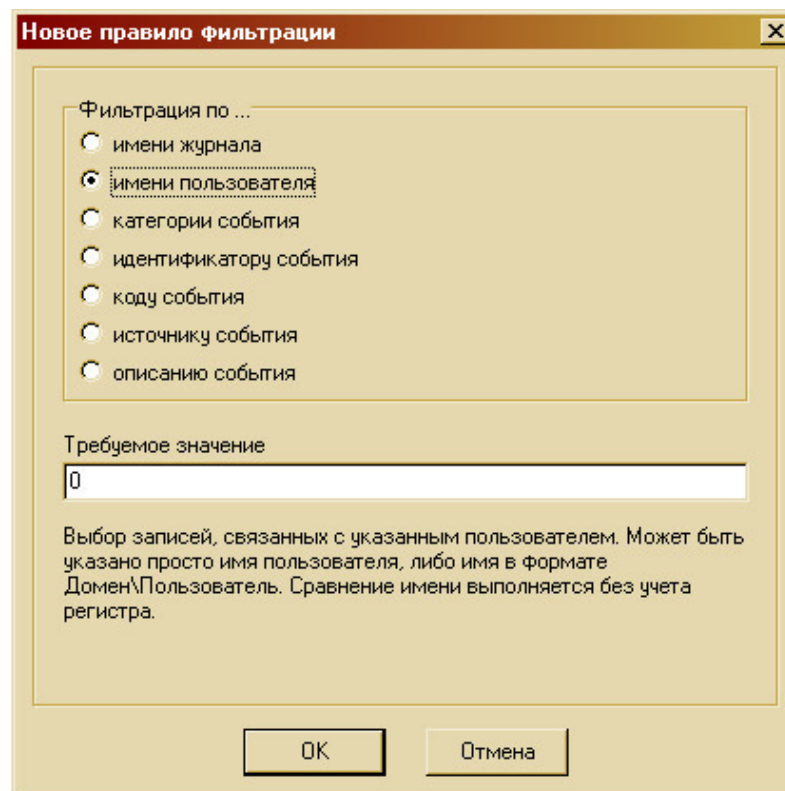 Новое правило фильтрации
Фильтрация по ...
имени журнала
имени пользователя
категории события
идентификатору события
коду события
источнику события
описанию события
Требуемое значение
0
Выбор записей, связанных с указанным пользователем. Может быть
указано просто имя пользователя, либо имя в формате
Домен\Пользователь. Сравнение имени выполняется без учета
регистра.
OK
Отмена